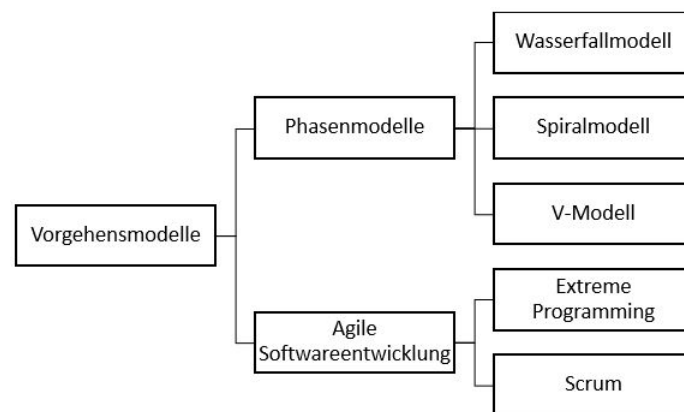 Wasserfallmodell
Phasenmodelle
Spiralmodell
V-Modell
Vorgehensmodelle
Extreme
Programming
Agile
Softwareentwicklung
Scrum